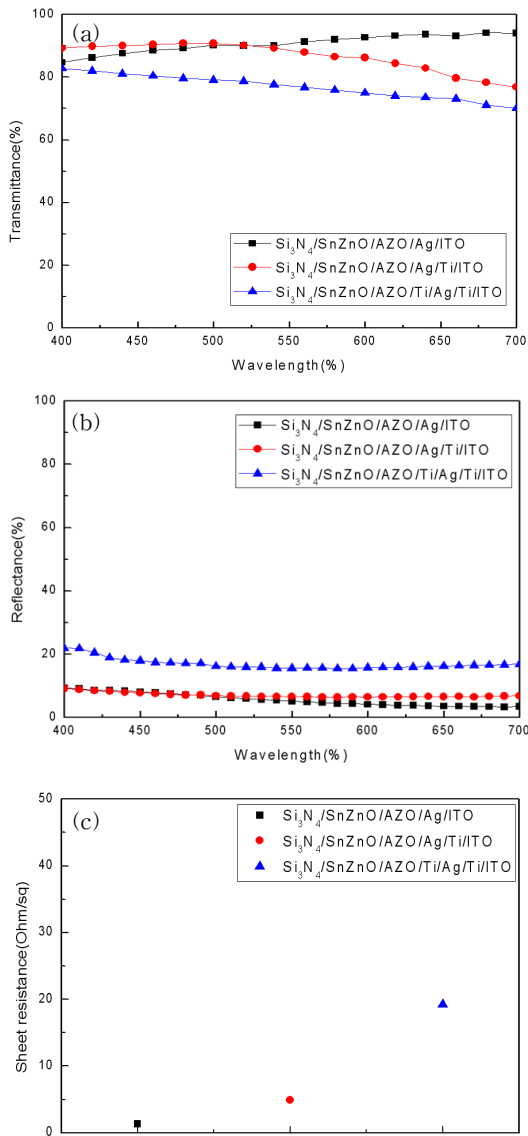 (a)
100
80
60
40
20
0
Transmittance(%)
Si3N4/SnZnO/AZO/Ag/ITO
Si3N4/SnZnO/AZO/Ag/Ti/ITO
Si3N4/SnZnO/AZO/Ti/Ag/Ti/ITO
400 450 500 550 600 650 700
Wavelength(%)
(b)
100
80
60
40
20
0
Reflectance(%)
Si3N4/SnZnO/AZO/Ag/ITO
Si3N4/SnZnO/AZO/Ag/Ti/ITO
Si3N4/SnZnO/AZO/Ti/Ag/Ti/ITO
400 450 500 550 600 650 700
Wavelength(%)
(c)
50
40
30
20
10
0
Sheet resistance(Ohm/sq)
Si3N4/SnZnO/AZO/Ag/ITO
Si3N4/SnZnO/AZO/Ag/Ti/ITO
Si3N4/SnZnO/AZO/Ti/Ag/Ti/ITO